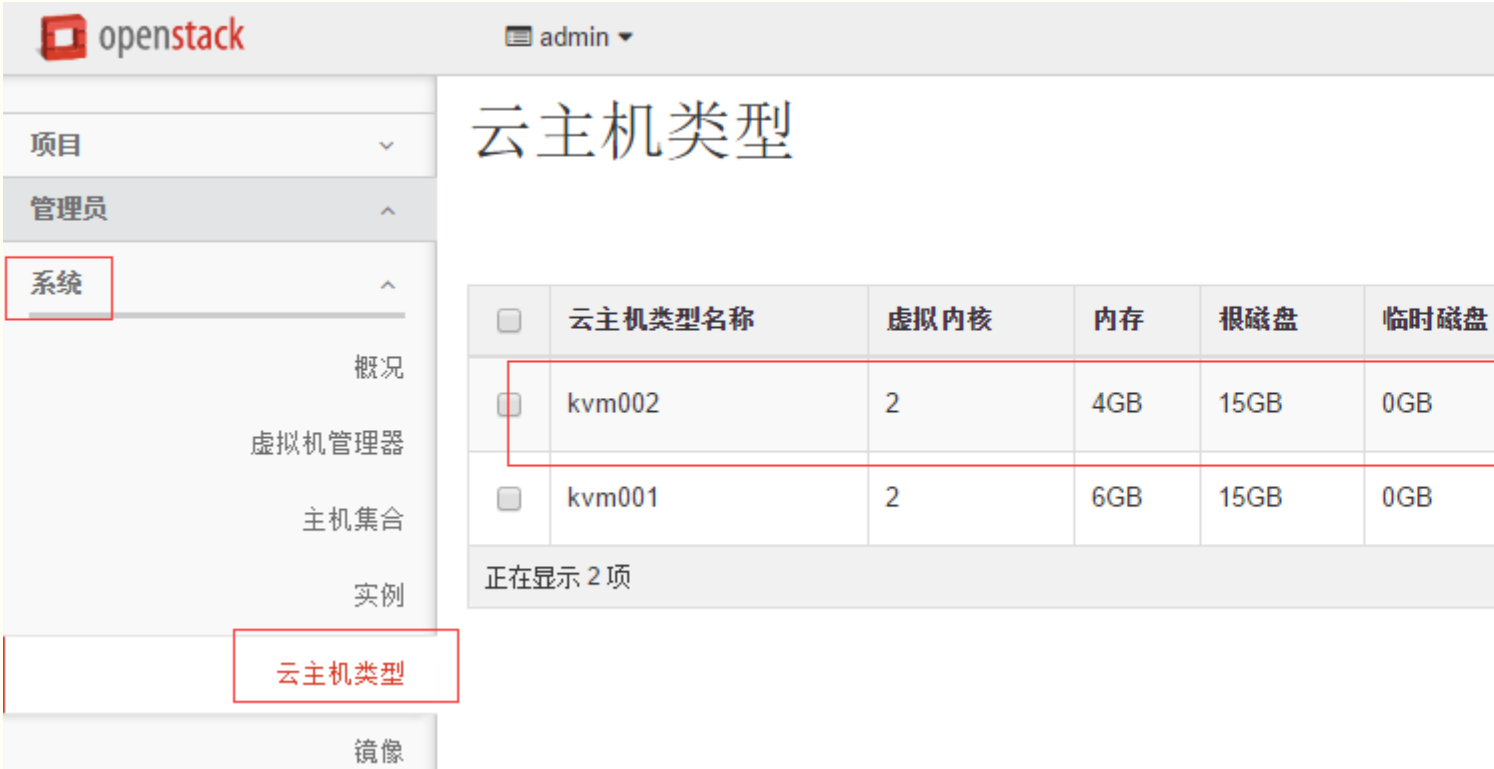 openstack
admin
项目
管理员
系统
概况
虚拟机管理器
主机集合
实例
云主机类型
镜像
云主机类型
云主机类型名称 虚拟内核 内存 根磁盘 临时磁盘
kvm002 2 4GB 15GB 0GB
kvm001 2 6GB 15GB 0GB
正在显示 2 项